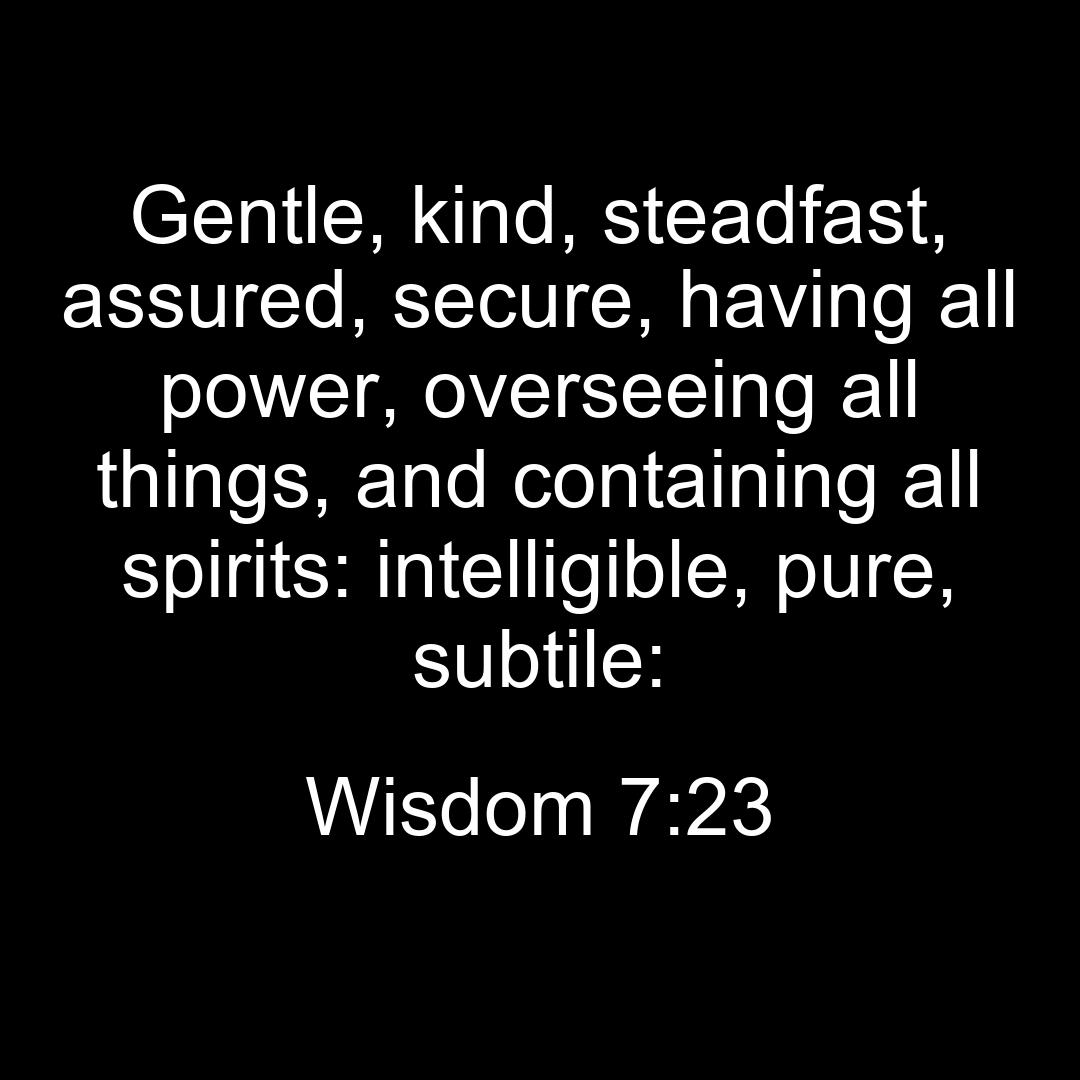 Gentle, kind, steadfast,
assured, secure, having all
power, overseeing all
things, and containing all
spirits: intelligible, pure,
subtile:
Wisdom 7:23